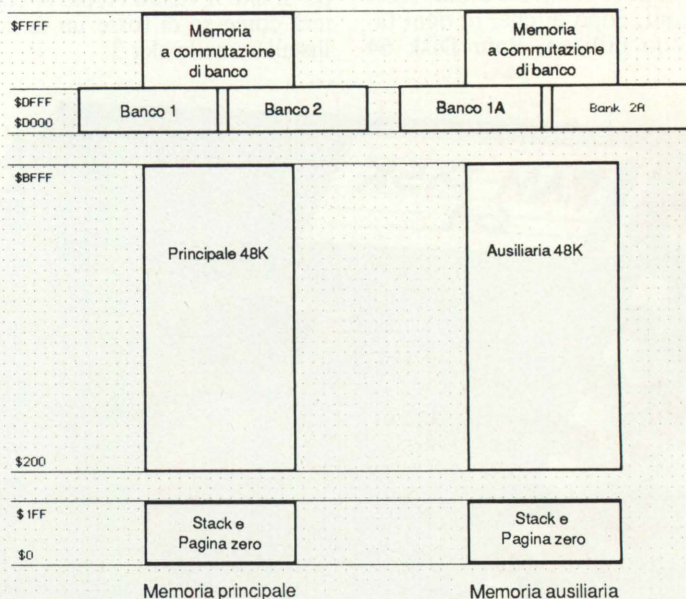 $FFFF
Memoria
a commutazione
di banco
Memoria
a commutazione
di banco
$DFFF
$D000
Banco 1
Banco 2
Banco 1A
Bank 2A
$BFFF
Principale 48K
Ausiliaria 48K
$200
$1FF
$0
Stack e
Pagina zero
Stack e
Pagina zero
Memoria principale
Memoria ausiliaria